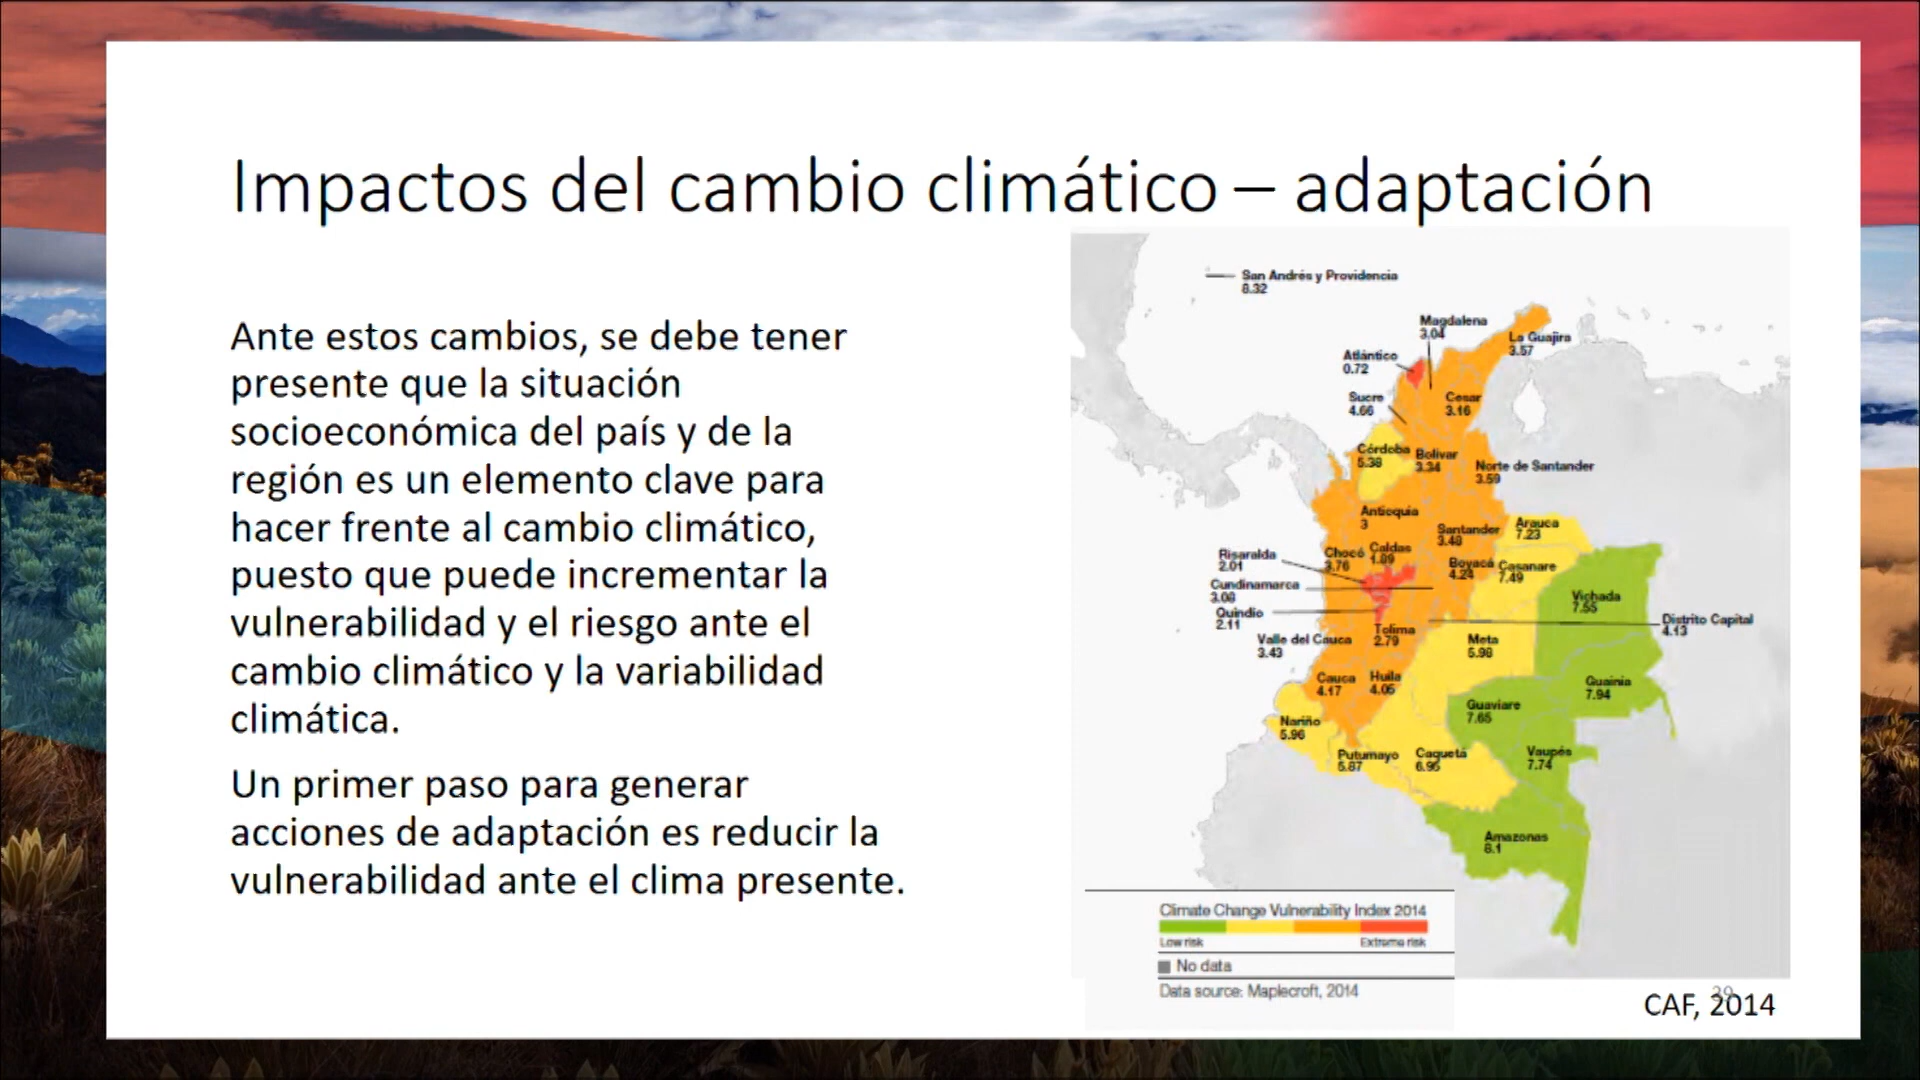 Impactos del cambio climático – adaptación
Ante estos cambios, se debe tener
presente que la situación
socioeconómica del país y de la
región es un elemento clave para
hacer frente al cambio climático,
puesto que puede incrementar la
vulnerabilidad y el riesgo ante el
cambio climático y la variabilidad
climática.
Un primer paso para generar
acciones de adaptación es reducir la
vulnerabilidad ante el clima presente.
San Andrés y Providencia
8.32
Magdalena
3.04
La Guajira
3.57
Atlántico
0.72
Sucre
4.66
Cesar
3.16
Córdoba
5.38
Bolívar
3.34
Norte de Santander
3.59
Antioquia
3
Santander
3.48
Arauca
7.23
Risaralda
2.01
Chocó
3.76
Caldas
1.89
Boyacá
4.24
Casanare
7.49
Cundinamarca
3.08
Vichada
7.55
Quindío
2.11
Distrito Capital
4.13
Valle del Cauca
3.43
Tolima
2.79
Meta
5.98
Cauca
4.17
Huila
4.05
Guainía
7.94
Guaviare
7.65
Nariño
5.96
Putumayo
5.87
Caquetá
6.95
Vaupés
7.74
Amazonas
8.1
Climate Change Vulnerability Index 2014
Low risk
Extreme risk
No data
Data source: Maplecroft, 2014
39
CAF, 2014